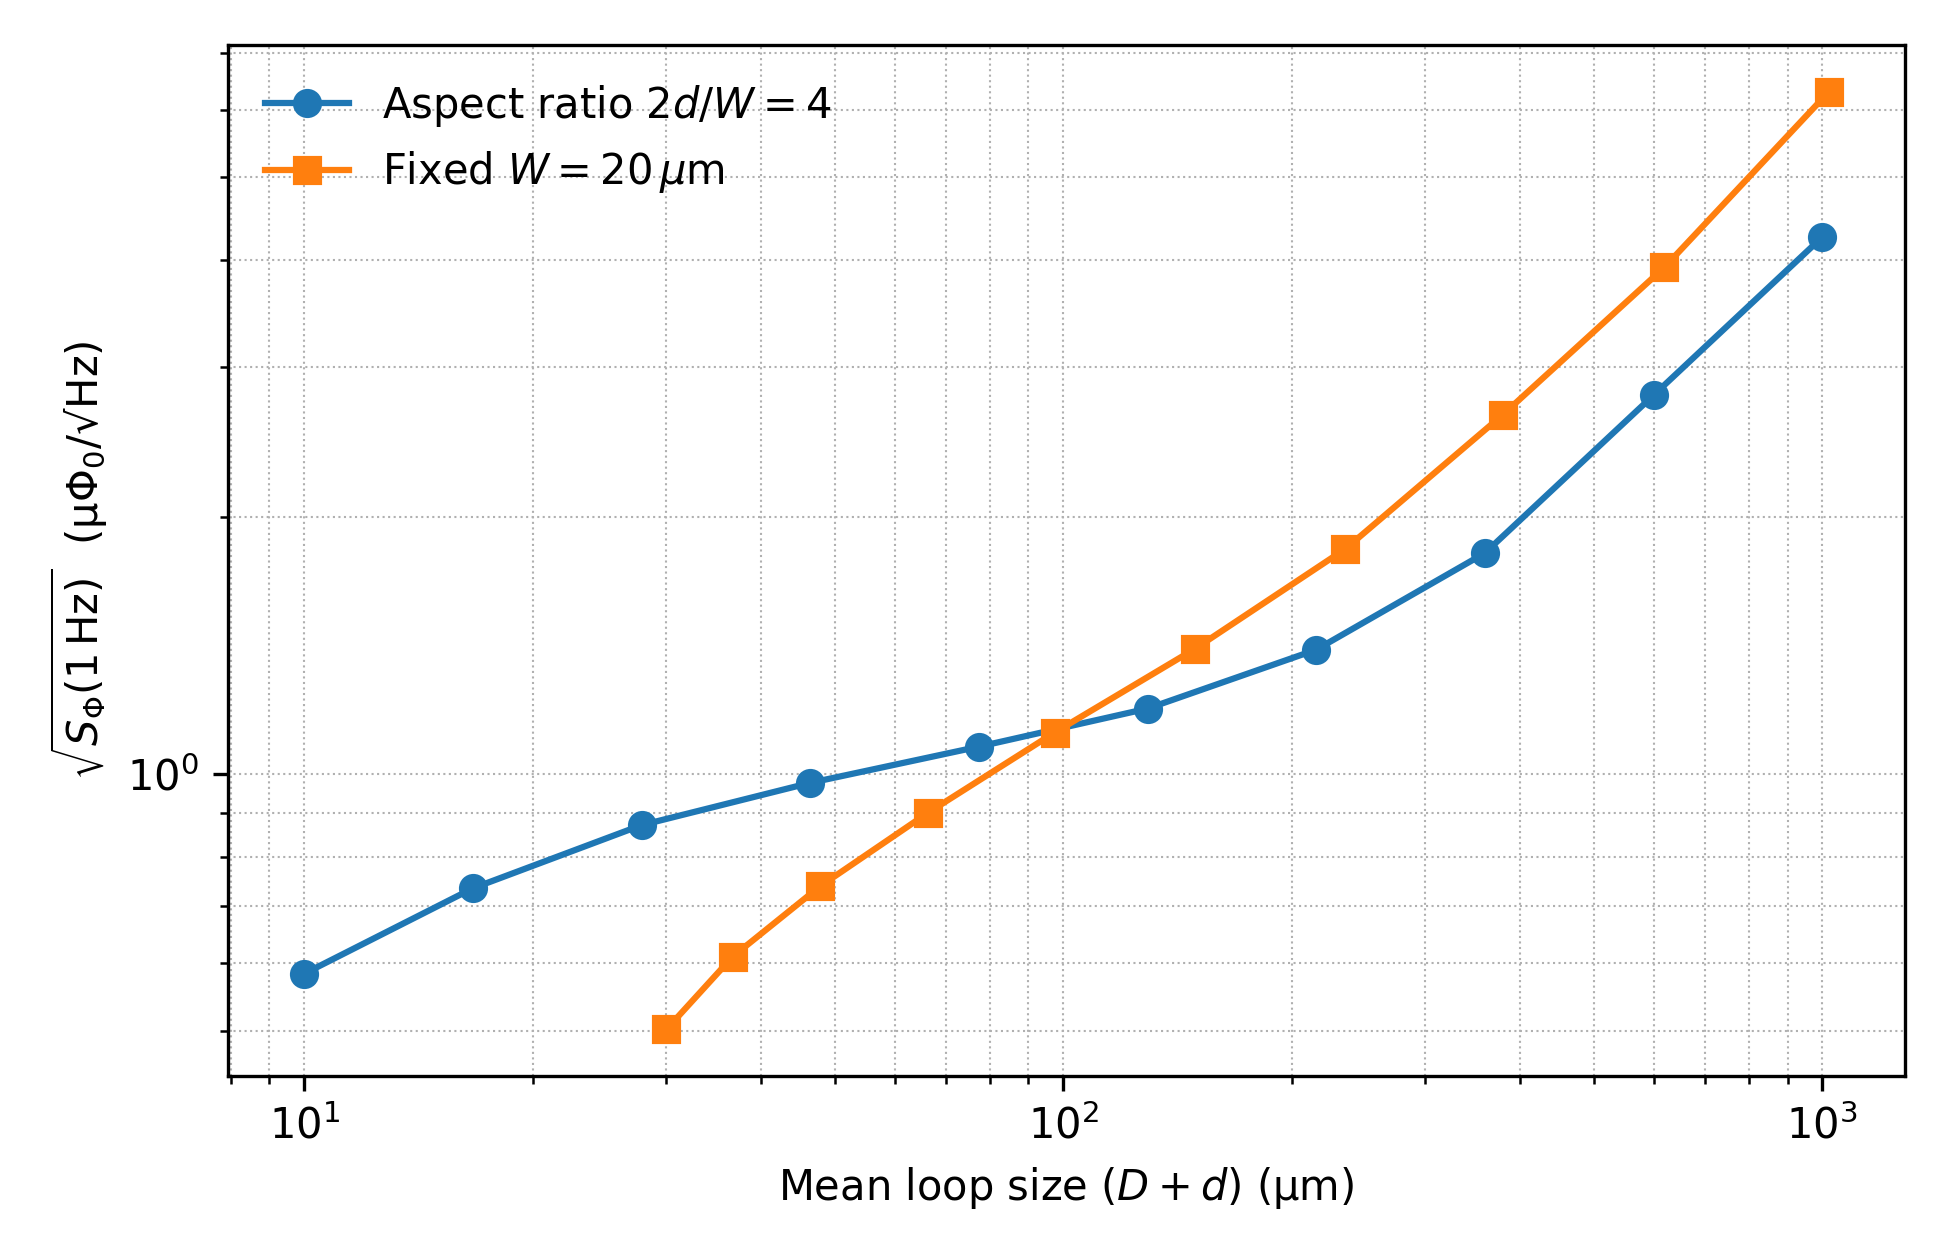 Aspect ratio 2d/W = 4
Fixed W = 20 μm
√S_Φ(1 Hz) (μΦ₀/√Hz)
10⁰
10¹
10²
10³
Mean loop size (D + d) (μm)